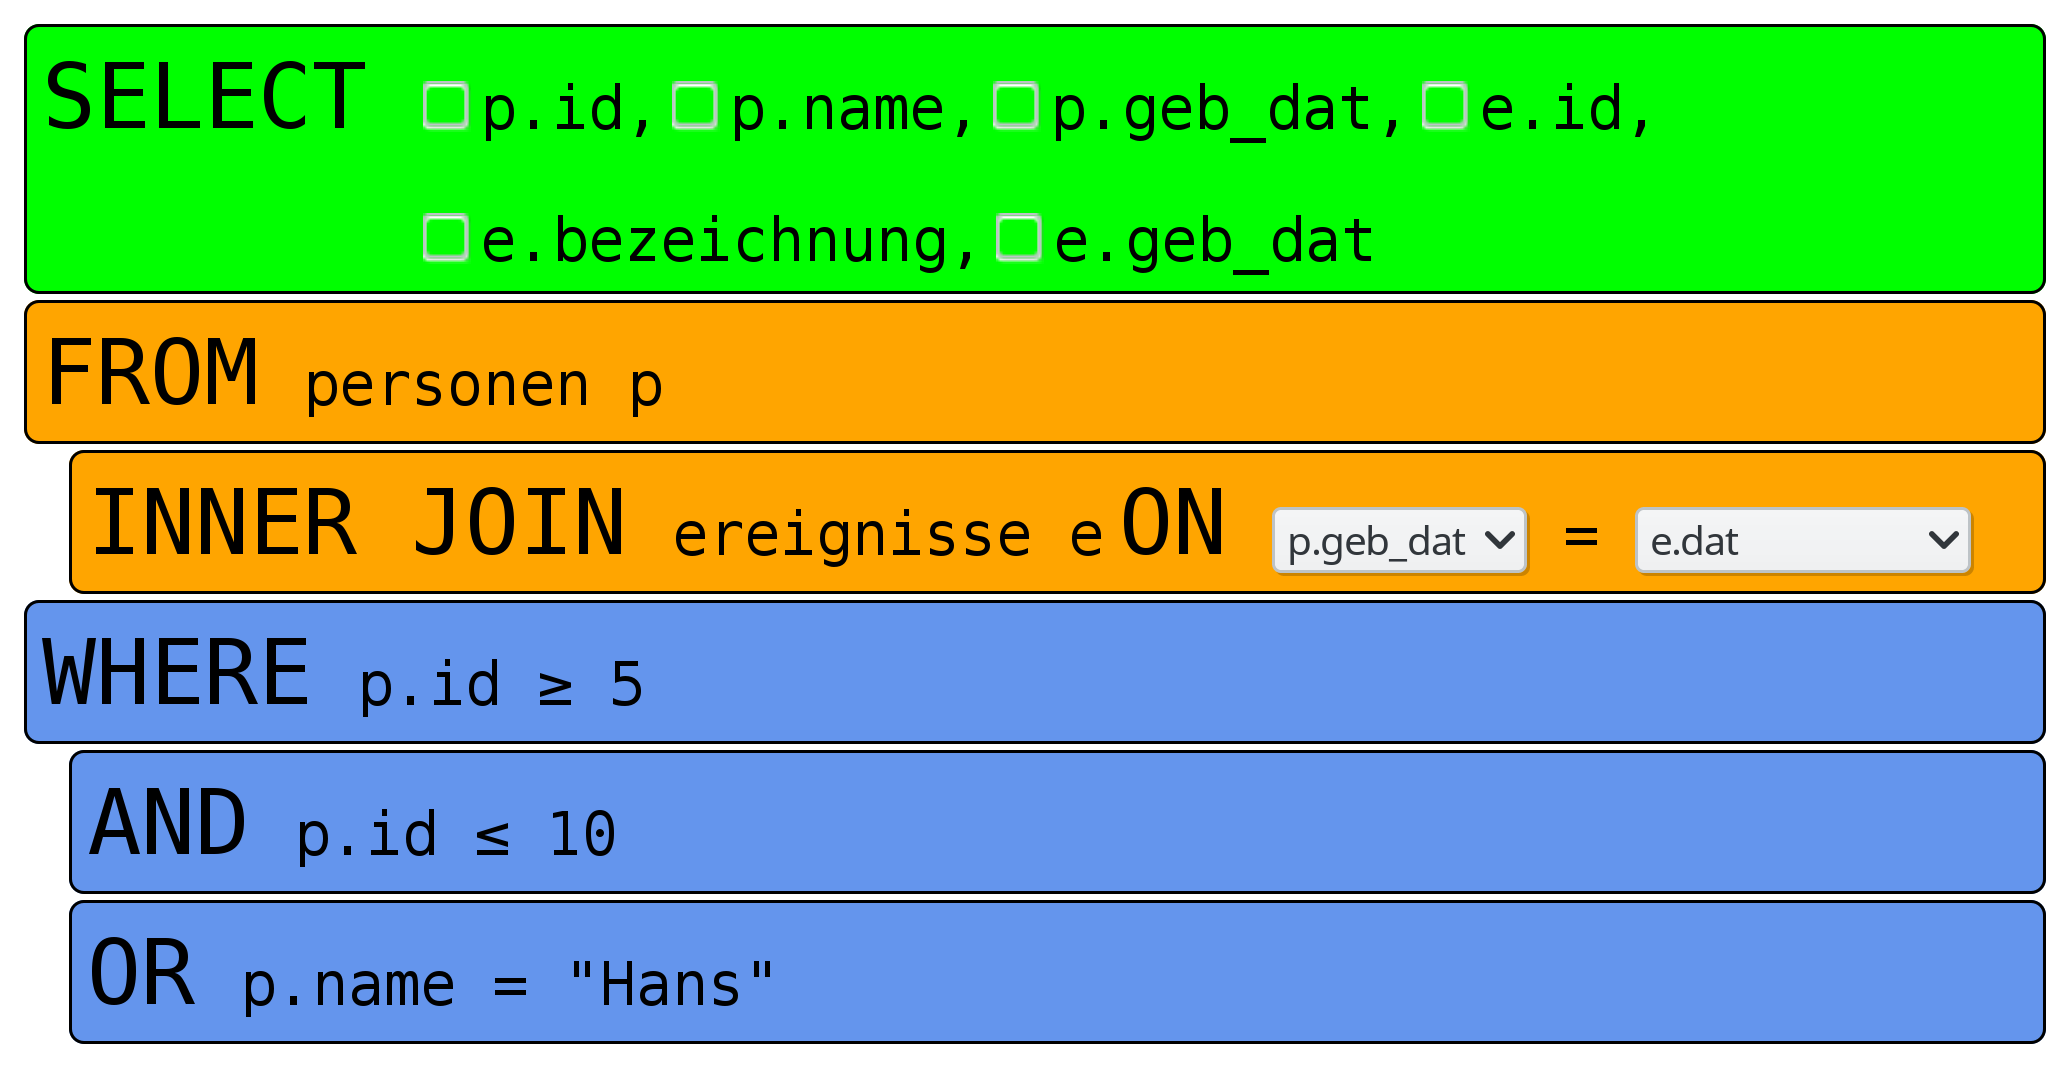 SELECT p.id, p.name, p.geb_dat, e.id,
e.bezeichnung, e.geb_dat
FROM personen p
INNER JOIN ereignisse e ON p.geb_dat = e.dat
WHERE p.id ≥ 5
AND p.id ≤ 10
OR p.name = "Hans"